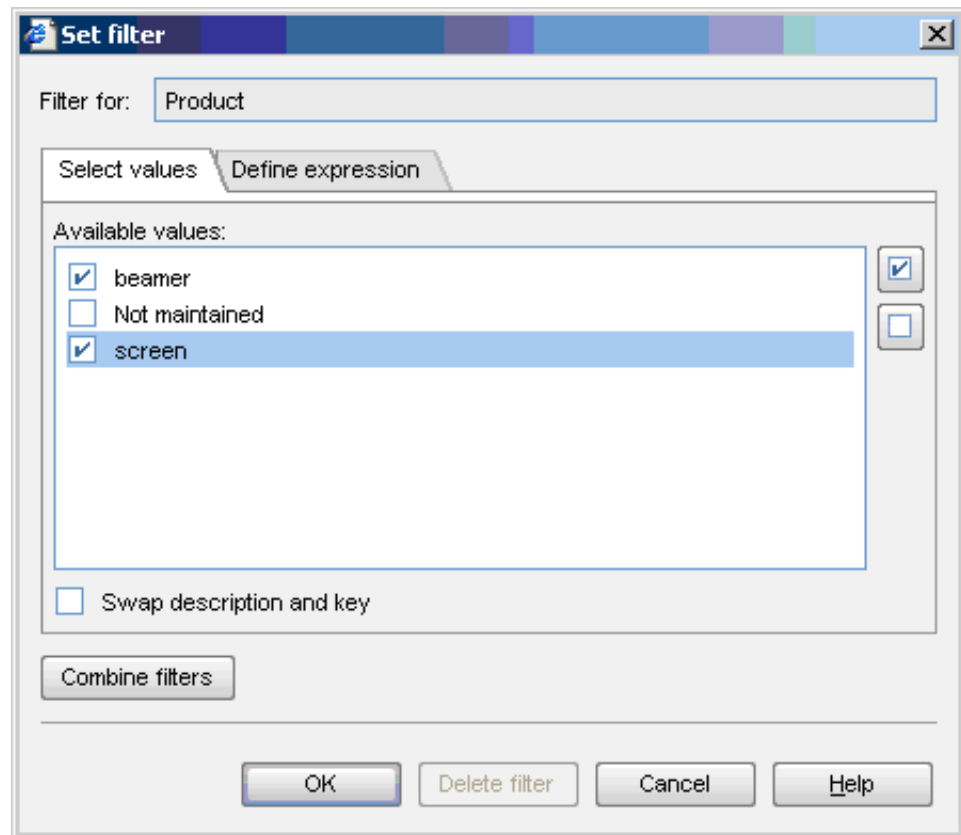 Set filter
Filter for: Product
Select values Define expression
Available values:
beamer
Not maintained
screen
Swap description and key
Combine filters
OK Delete filter Cancel Help